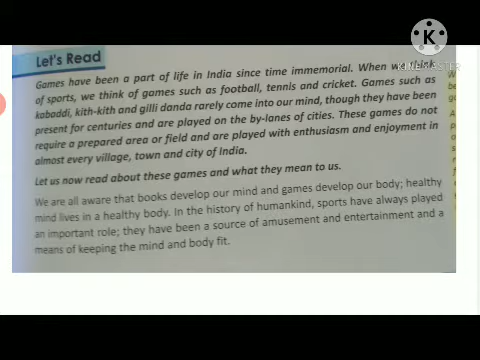 Let's Read
Games have been a part of life in India since time immemorial. When we think
of sports, we think of games such as football, tennis and cricket. Games such as
kabaddi, kith-kith and gilli danda rarely come into our mind, though they have been
present for centuries and are played on the by-lanes of cities. These games do not
require a prepared area or field and are played with enthusiasm and enjoyment in
almost every village, town and city of India.
Let us now read about these games and what they mean to us.
We are all aware that books develop our mind and games develop our body; healthy
mind lives in a healthy body. In the history of humankind, sports have always played
an important role; they have been a source of amusement and entertainment and a
means of keeping the mind and body fit.
K
KINEMASTER